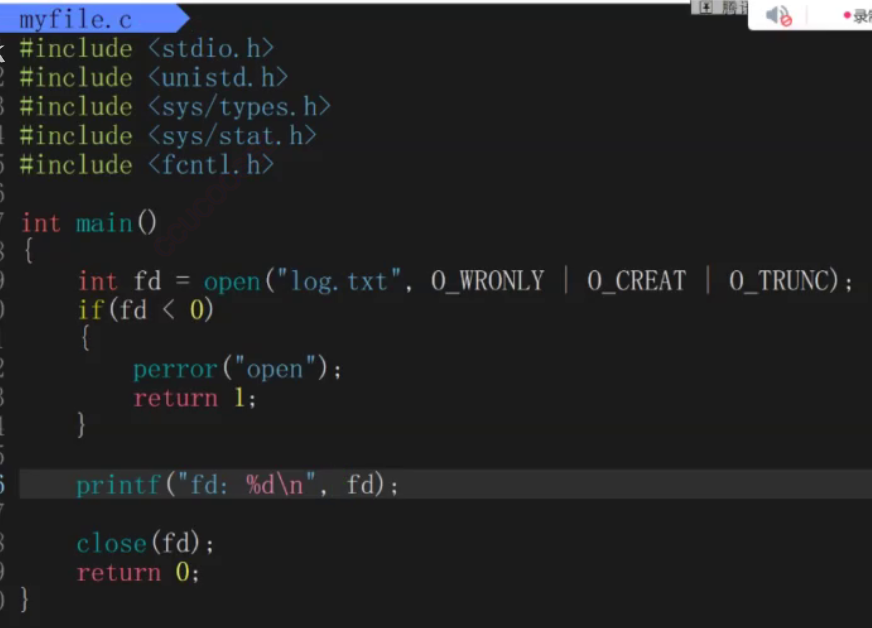 myfile.c
#include <stdio.h>
#include <unistd.h>
#include <sys/types.h>
#include <sys/stat.h>
#include <fcntl.h>
int main()
{
int fd = open("log.txt", O_WRONLY | O_CREAT | O_TRUNC);
if(fd < 0)
{
perror("open");
return 1;
}
printf("fd: %d\n", fd);
close(fd);
return 0;
}